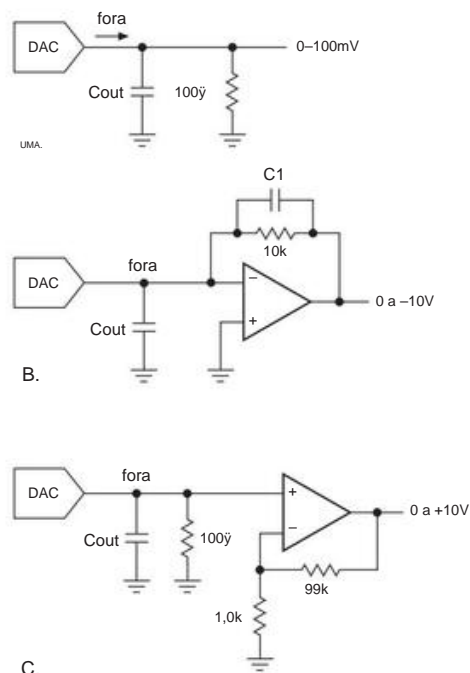 fora
DAC
0–100mV
Cout
100ÿ
UMA.
C1
10k
fora
DAC
–
+
0 a –10V
Cout
B.
fora
DAC
+
–
0 a +10V
Cout
100ÿ
99k
1,0k
C